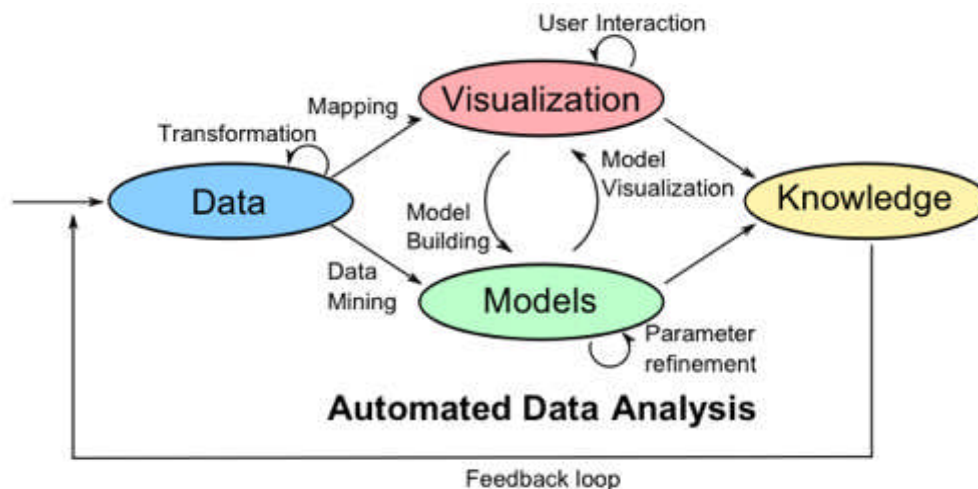 User Interaction
Visualization
Mapping
Transformation
Data
Model
Visualization
Knowledge
Model
Building
Data
Mining
Models
Parameter
refinement
Automated Data Analysis
Feedback loop